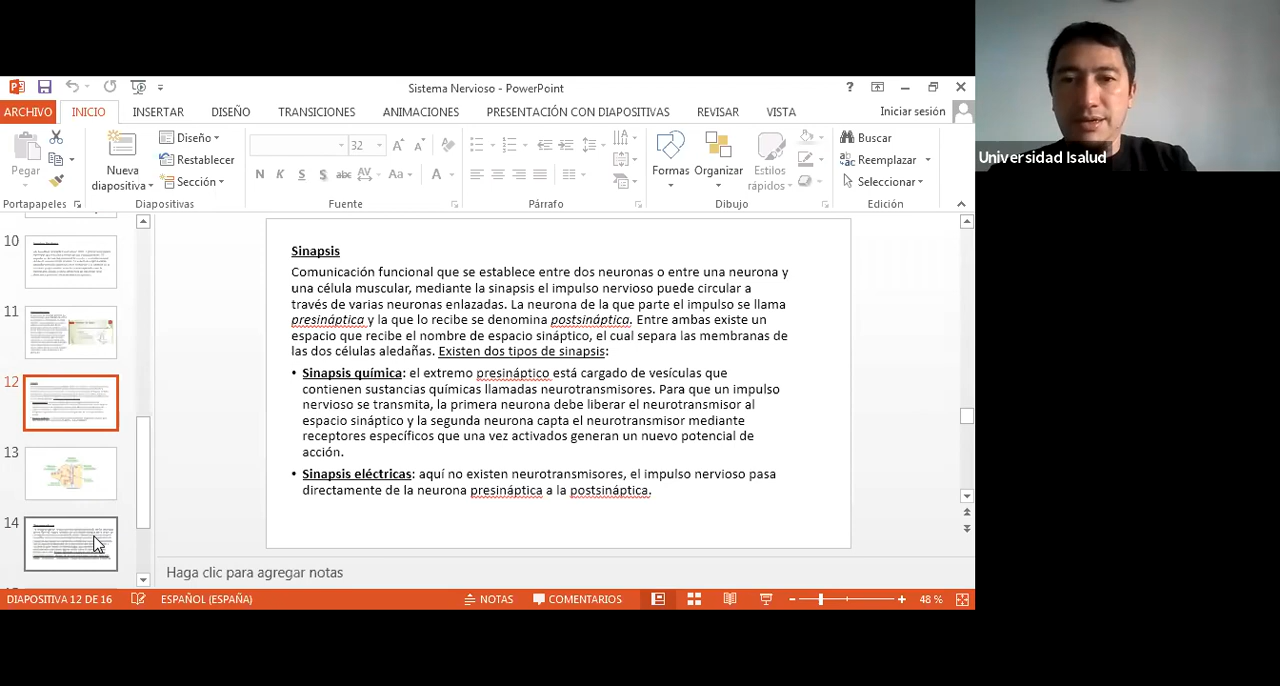 Sistema Nervioso - PowerPoint
?
ARCHIVO INICIO INSERTAR DISEÑO TRANSICIONES ANIMACIONES PRESENTACIÓN CON DIAPOSITIVAS REVISAR VISTA Iniciar sesión
Pegar
Nueva
diapositiva
Diseño
Restablecer
Sección
32
N K S S abc AV Aa A
Formas
Organizar
Estilos
rápidos
Buscar
Reemplazar
Seleccionar
Portapapeles Diapositivas Fuente Párrafo Dibujo Edición
Universidad Isalud
10
11
12
13
14
Sinapsis
Comunicación funcional que se establece entre dos neuronas o entre una neurona y
una célula muscular, mediante la sinapsis el impulso nervioso puede circular a
través de varias neuronas enlazadas. La neurona de la que parte el impulso se llama
presináptica y la que lo recibe se denomina postsináptica. Entre ambas existe un
espacio que recibe el nombre de espacio sináptico, el cual separa las membranas de
las dos células aledañas. Existen dos tipos de sinapsis:
• Sinapsis química: el extremo presináptico está cargado de vesículas que
contienen sustancias químicas llamadas neurotransmisores. Para que un impulso
nervioso se transmita, la primera neurona debe liberar el neurotransmisor al
espacio sináptico y la segunda neurona capta el neurotransmisor mediante
receptores específicos que una vez activados generan un nuevo potencial de
acción.
• Sinapsis eléctricas: aquí no existen neurotransmisores, el impulso nervioso pasa
directamente de la neurona presináptica a la postsináptica.
Haga clic para agregar notas
DIAPOSITIVA 12 DE 16 ESPAÑOL (ESPAÑA) NOTAS COMENTARIOS 48 %